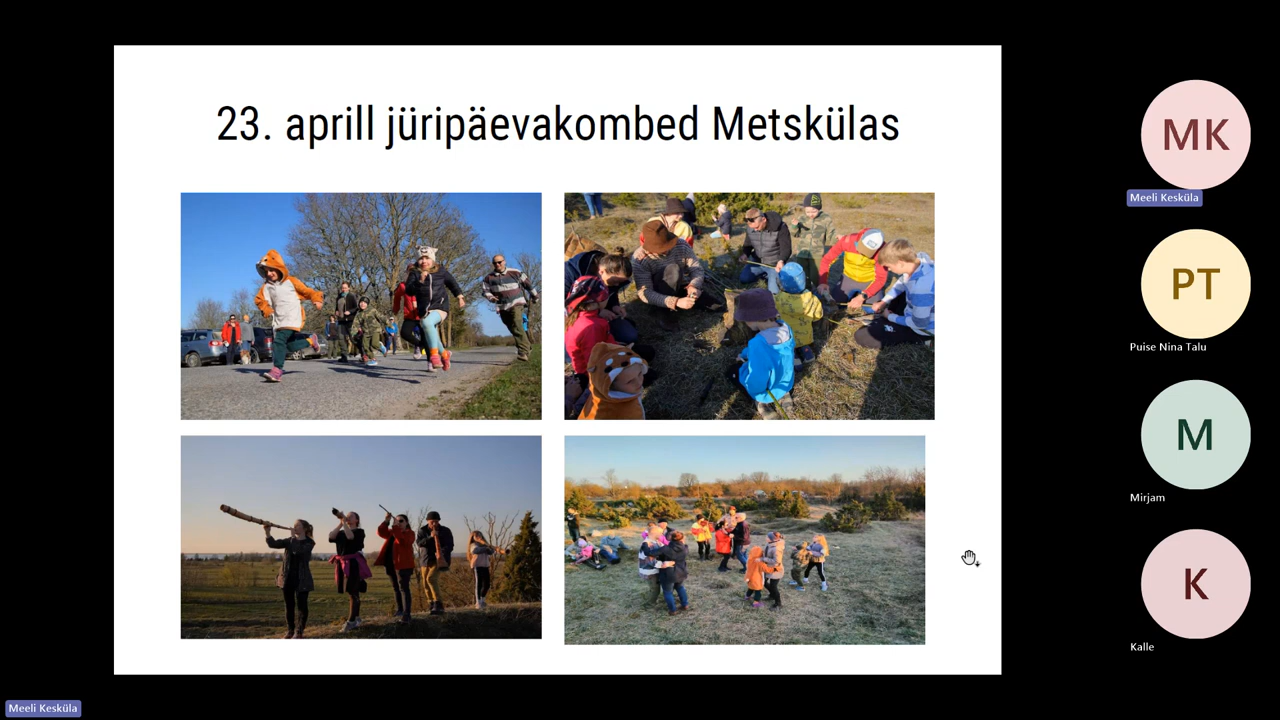 23. aprill jüripäevakombed Metskülas
MK
Meeli Kesküla
PT
Puise Nina Talu
M
Mirjam
K
Kalle
Meeli Kesküla